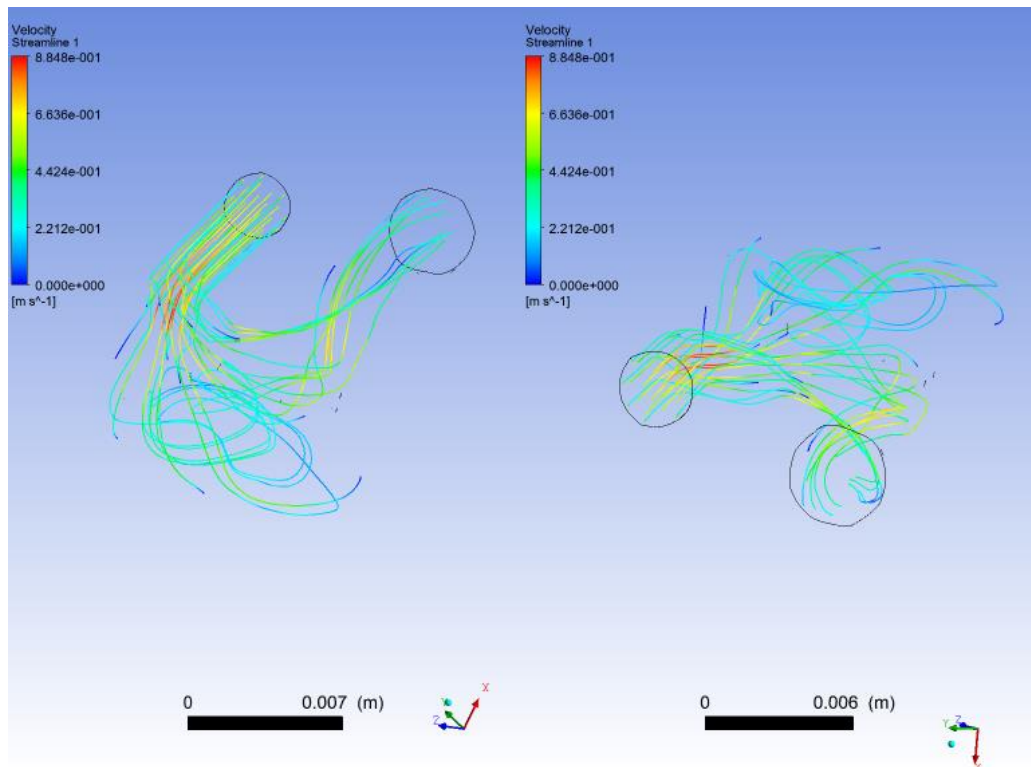 Velocity
Streamline 1
8.848e-001
6.636e-001
4.424e-001
2.212e-001
0.000e+000
[m s^-1]
0 0.007 (m)
Y
Z
X
Velocity
Streamline 1
8.848e-001
6.636e-001
4.424e-001
2.212e-001
0.000e+000
[m s^-1]
0 0.006 (m)
Y
Z